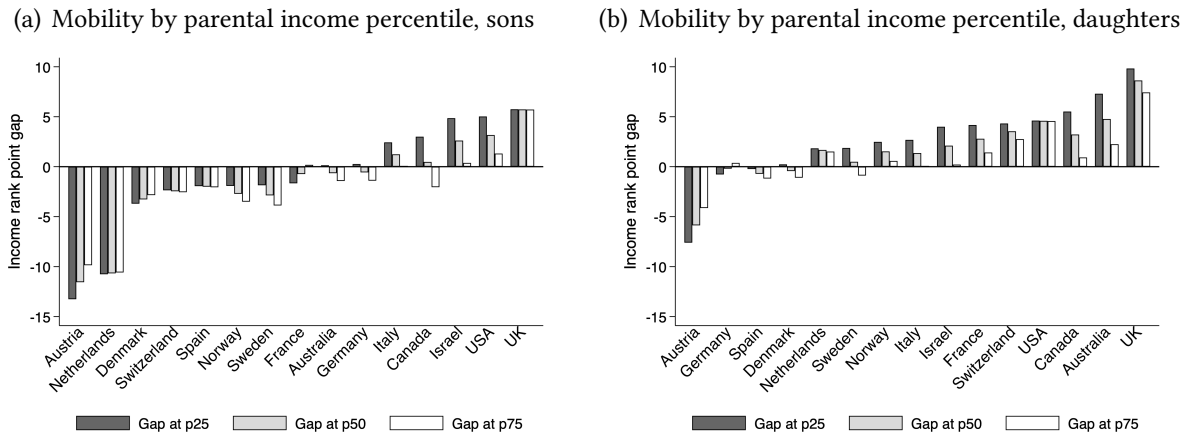 (a) Mobility by parental income percentile, sons
10
5
0
-5
-10
-15
Income rank point gap
Austria
Netherlands
Denmark
Switzerland
Spain
Norway
Sweden
France
Australia
Germany
Italy
Canada
Israel
USA
UK
Gap at p25 Gap at p50 Gap at p75
(b) Mobility by parental income percentile, daughters
10
5
0
-5
-10
-15
Income rank point gap
Austria
Germany
Spain
Denmark
Netherlands
Sweden
Norway
Italy
Israel
France
Switzerland
USA
Canada
Australia
UK
Gap at p25 Gap at p50 Gap at p75